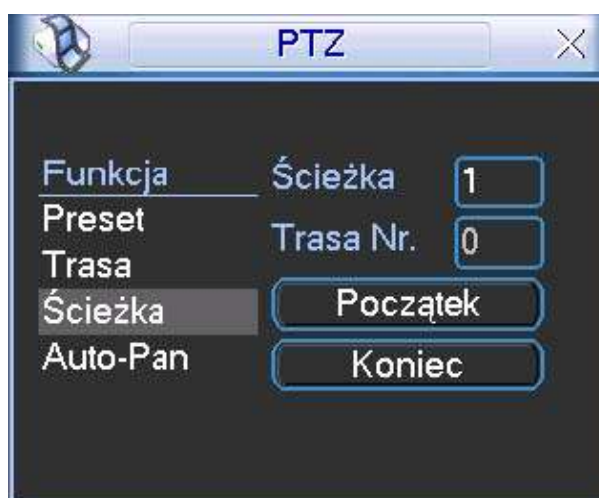 PTZ
Funkcja
Preset
Trasa
Ścieżka
Auto-Pan
Ścieżka 1
Trasa Nr. 0
Początek
Koniec